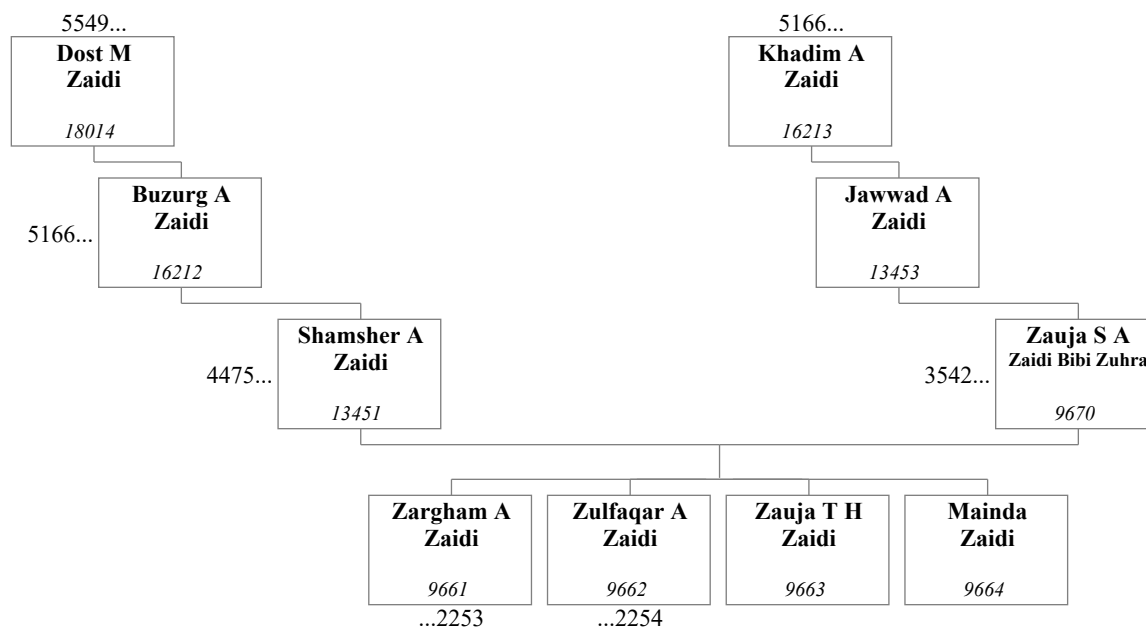 5549...
Dost M
Zaidi
18014
5166...
Khadim A
Zaidi
16213
5166...
Buzurg A
Zaidi
16212
Jawwad A
Zaidi
13453
4475...
Shamsher A
Zaidi
13451
3542...
Zauja S A
Zaidi Bibi Zuhra
9670
Zargham A
Zaidi
9661
...2253
Zulfaqar A
Zaidi
9662
...2254
Zauja T H
Zaidi
9663
Mainda
Zaidi
9664